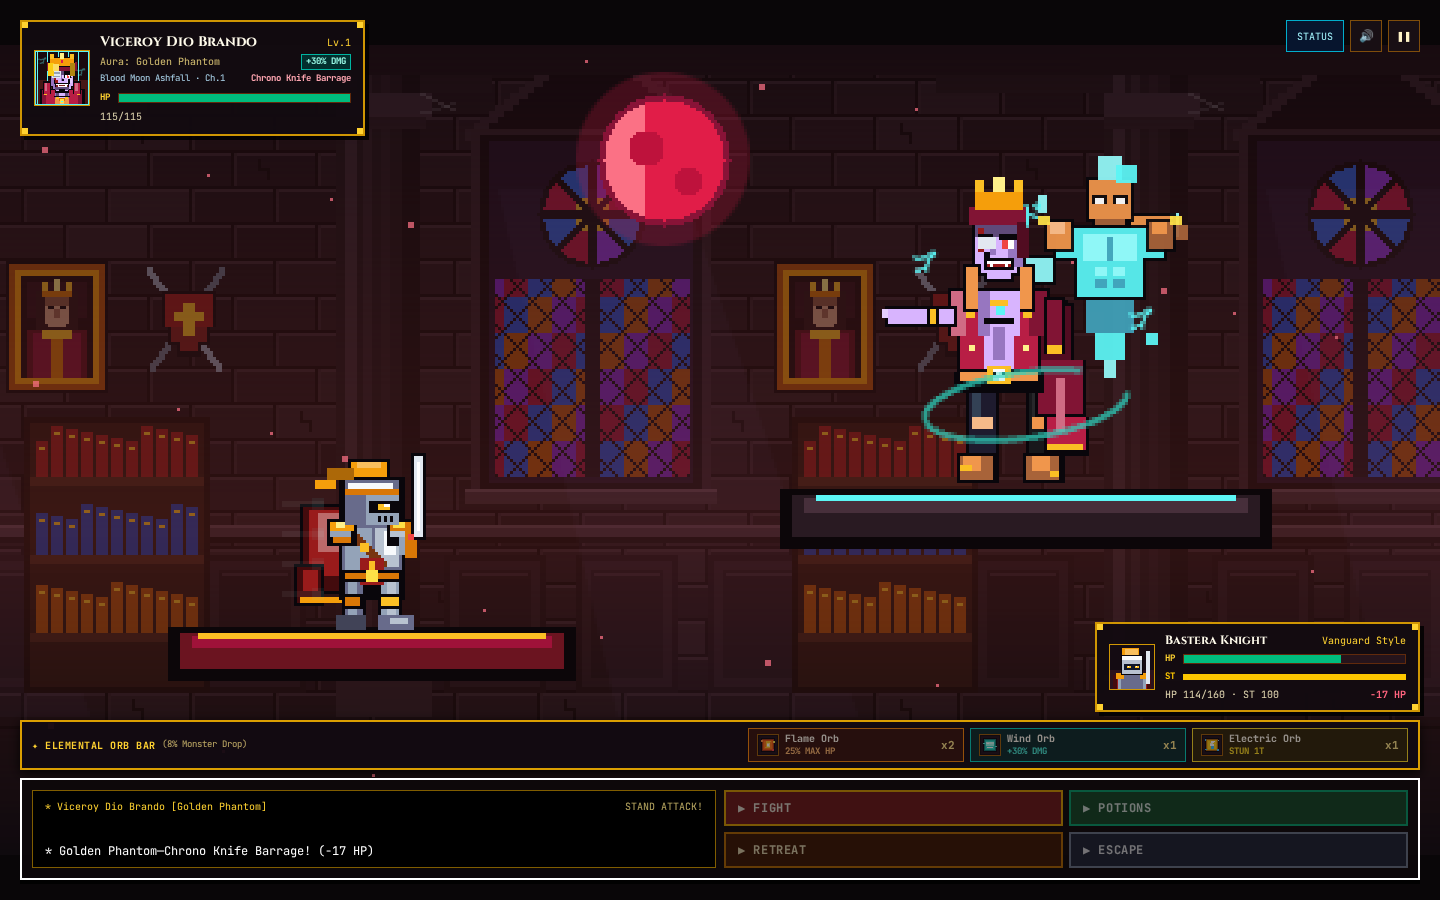 Viceroy Dio Brando Lv.1
Aura: Golden Phantom +30% DMG
Blood Moon Ashfall · Ch.1 Chrono Knife Barrage
HP
115/115
STATUS
Bastera Knight Vanguard Style
HP
ST
HP 114/160 · ST 100 -17 HP
✦ ELEMENTAL ORB BAR (8% Monster Drop)
Flame Orb
25% MAX HP
x2
Wind Orb
+30% DMG
x1
Electric Orb
STUN 1T
x1
* Viceroy Dio Brando [Golden Phantom] STAND ATTACK!
* Golden Phantom—Chrono Knife Barrage! (-17 HP)
▶ FIGHT
▶ POTIONS
▶ RETREAT
▶ ESCAPE